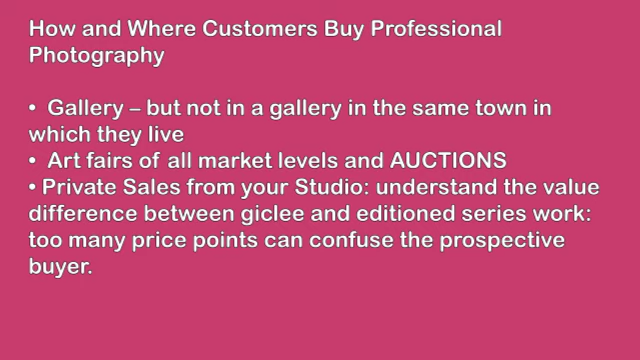 How and Where Customers Buy Professional
Photography
•  Gallery – but not in a gallery in the same town in
which they live
•  Art fairs of all market levels and AUCTIONS
• Private Sales from your Studio: understand the value
difference between giclee and editioned series work:
too many price points can confuse the prospective
buyer.